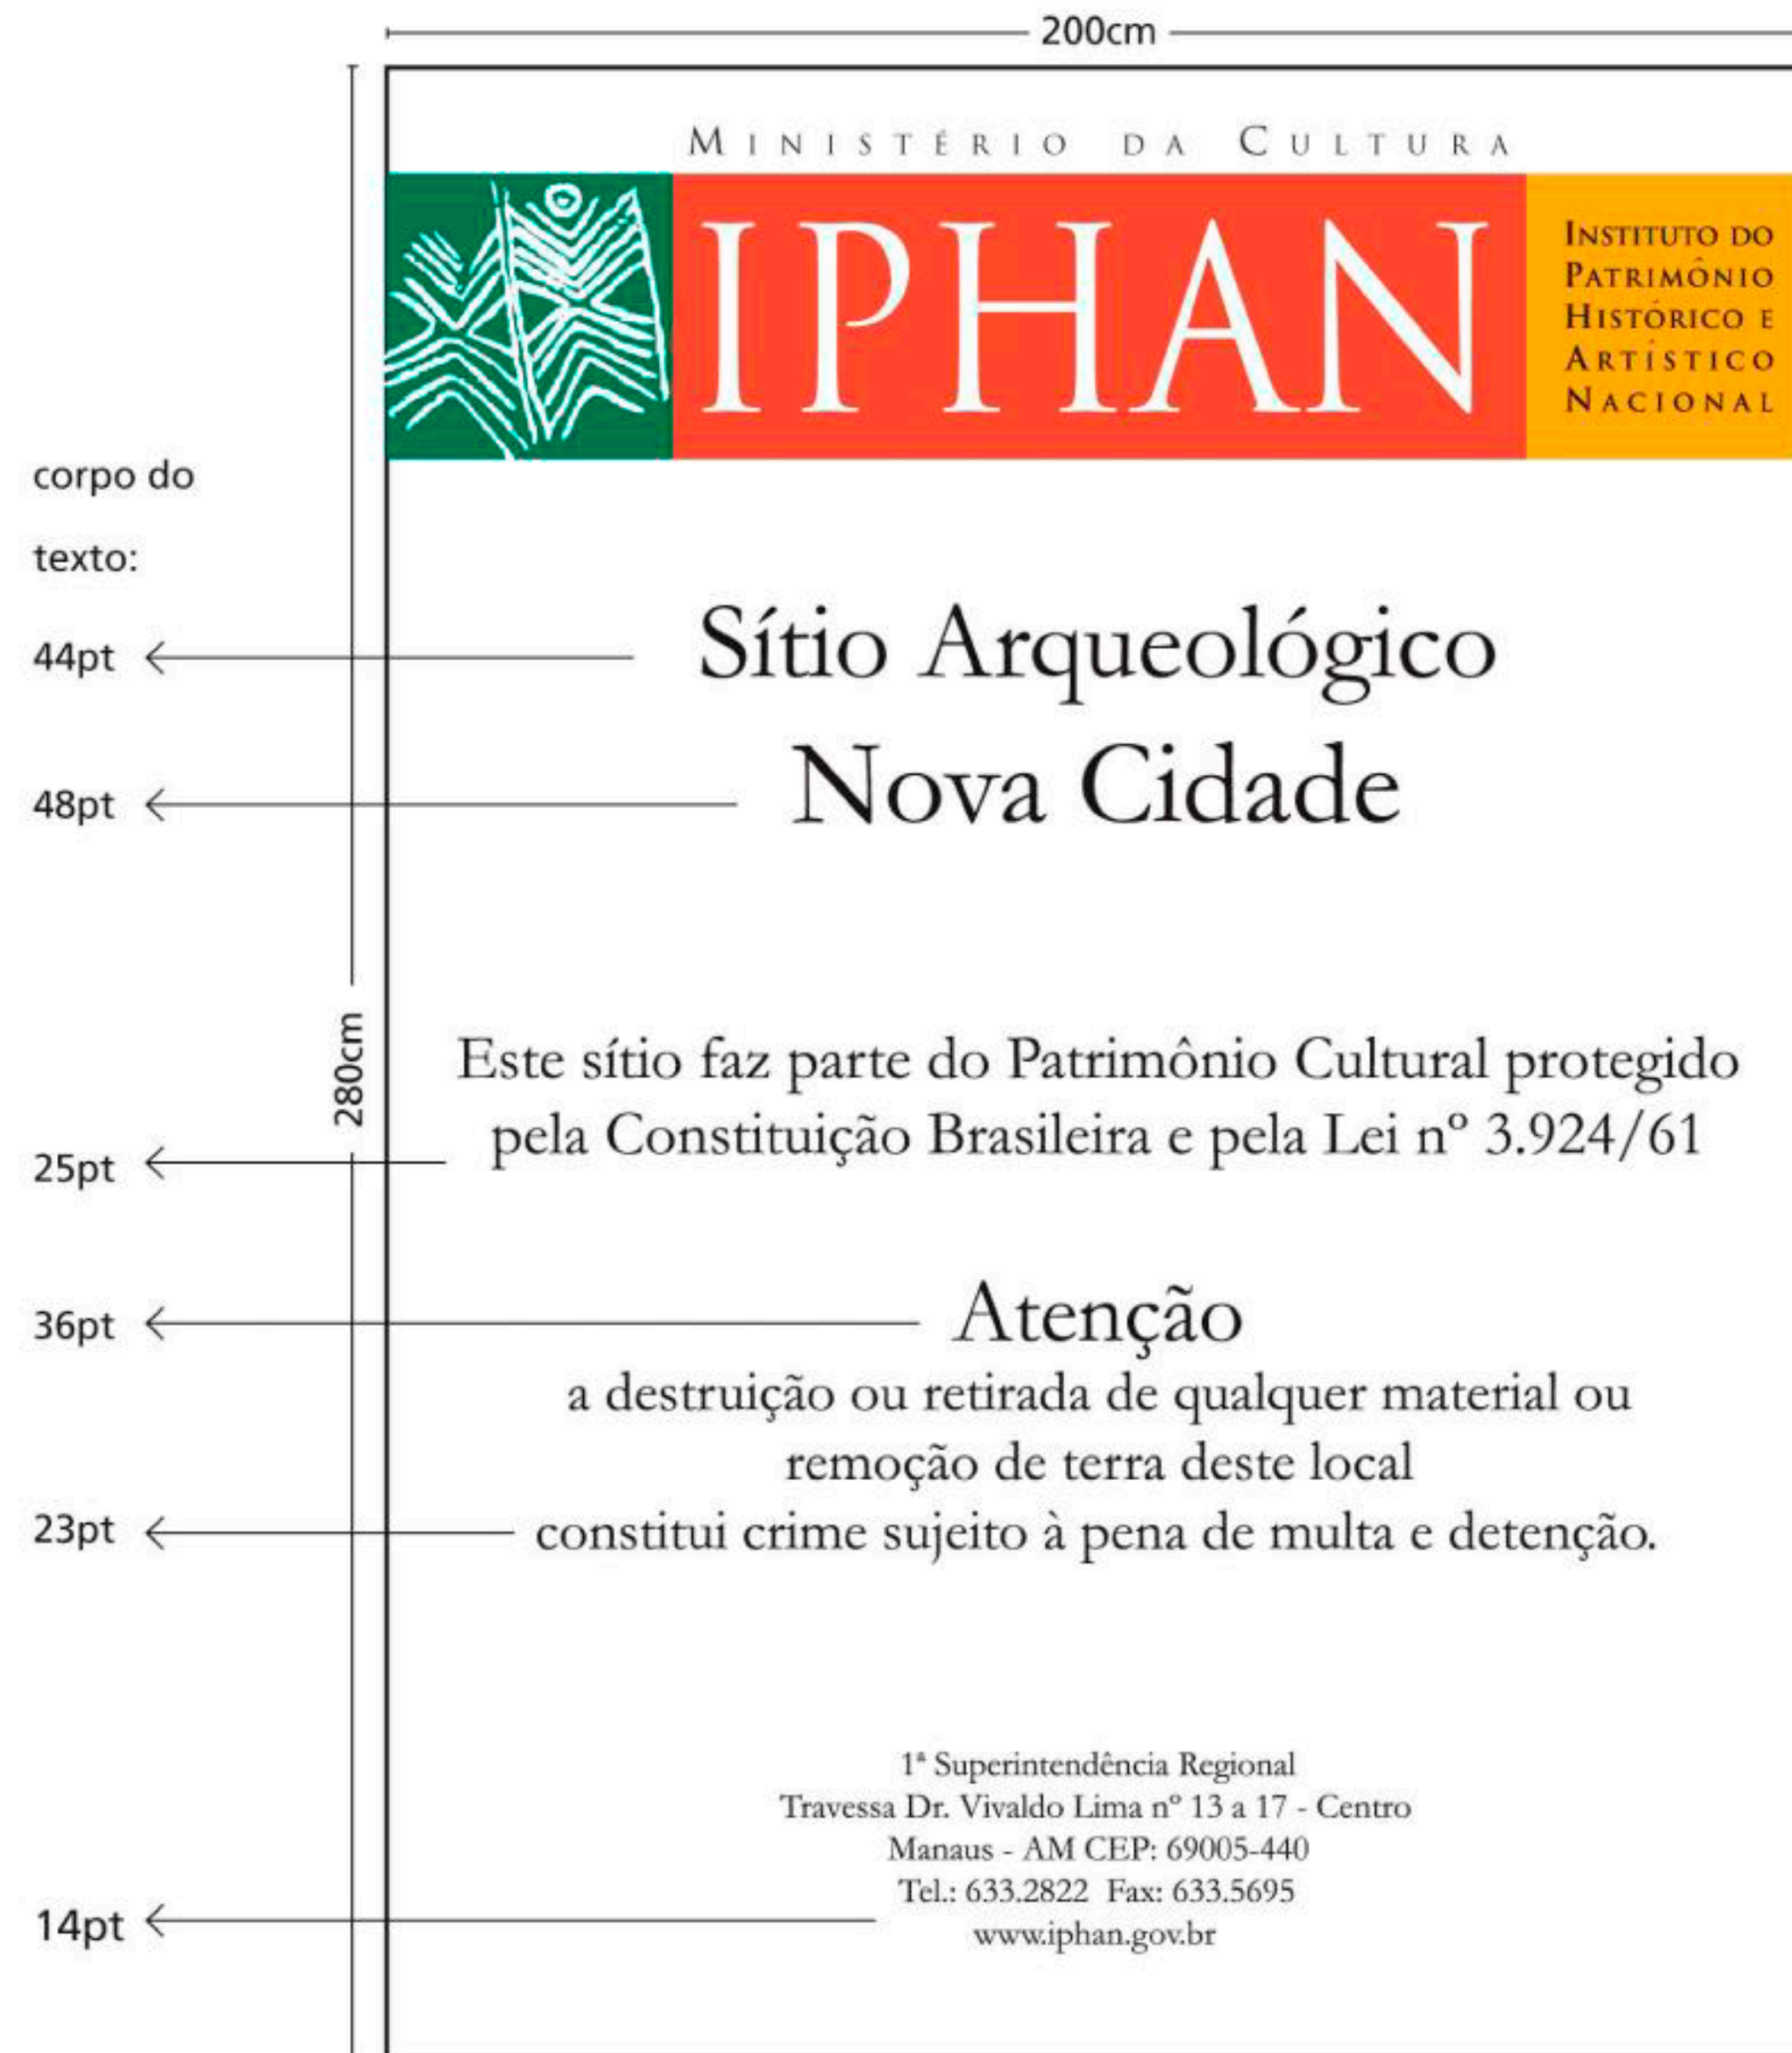 200cm
MINISTÉRIO DA CULTURA
IPHAN
INSTITUTO DO
PATRIMÔNIO
HISTÓRICO E
ARTÍSTICO
NACIONAL
corpo do
texto:
44pt
Sítio Arqueológico
48pt
Nova Cidade
280cm
Este sítio faz parte do Patrimônio Cultural protegido
pela Constituição Brasileira e pela Lei nº 3.924/61
25pt
36pt
Atenção
a destruição ou retirada de qualquer material ou
remoção de terra deste local
23pt
constitui crime sujeito à pena de multa e detenção.
1ª Superintendência Regional
Travessa Dr. Vivaldo Lima nº 13 a 17 - Centro
Manaus - AM CEP: 69005-440
Tel.: 633.2822 Fax: 633.5695
14pt
www.iphan.gov.br